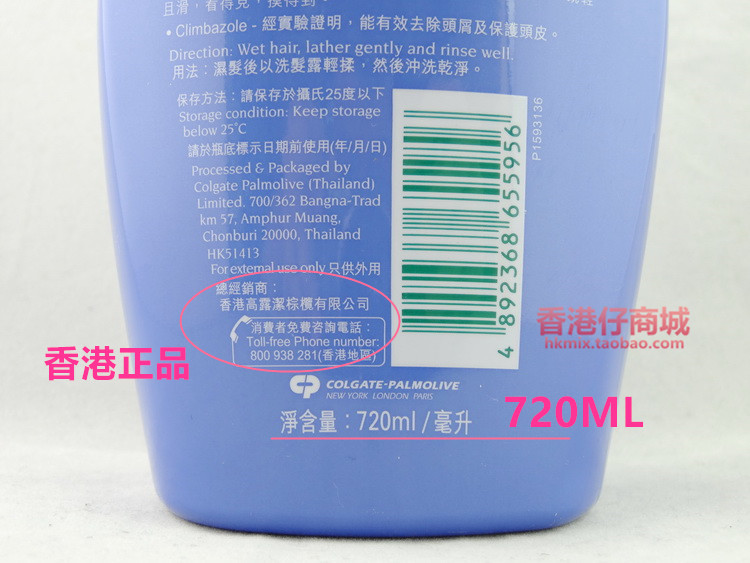 且滑，看得見，摸得到。
• Climbazole - 經實驗證明，能有效去除頭屑及保護頭皮。
Direction: Wet hair, lather gently and rinse well.
用法：濕髮後以洗髮露輕揉，然後沖洗乾淨。
保存方法：請保存於攝氏25度以下
Storage condition: Keep storage
below 25°C
請於瓶底標示日期前使用(年/月/日)
Processed & Packaged by
Colgate Palmolive (Thailand)
Limited. 700/362 Bangna-Trad
km 57, Amphur Muang,
Chonburi 20000, Thailand
HK51413
For external use only 只供外用
總經銷商：
香港高露潔棕欖有限公司
消費者免費咨詢電話：
Toll-free Phone number:
800 938 281(香港地區)
P1593136
4 892368 655956
香港仔商城
hkmix.taobao.com
香港正品
CP COLGATE-PALMOLIVE
NEW YORK LONDON PARIS
720ML
淨含量：720ml/毫升